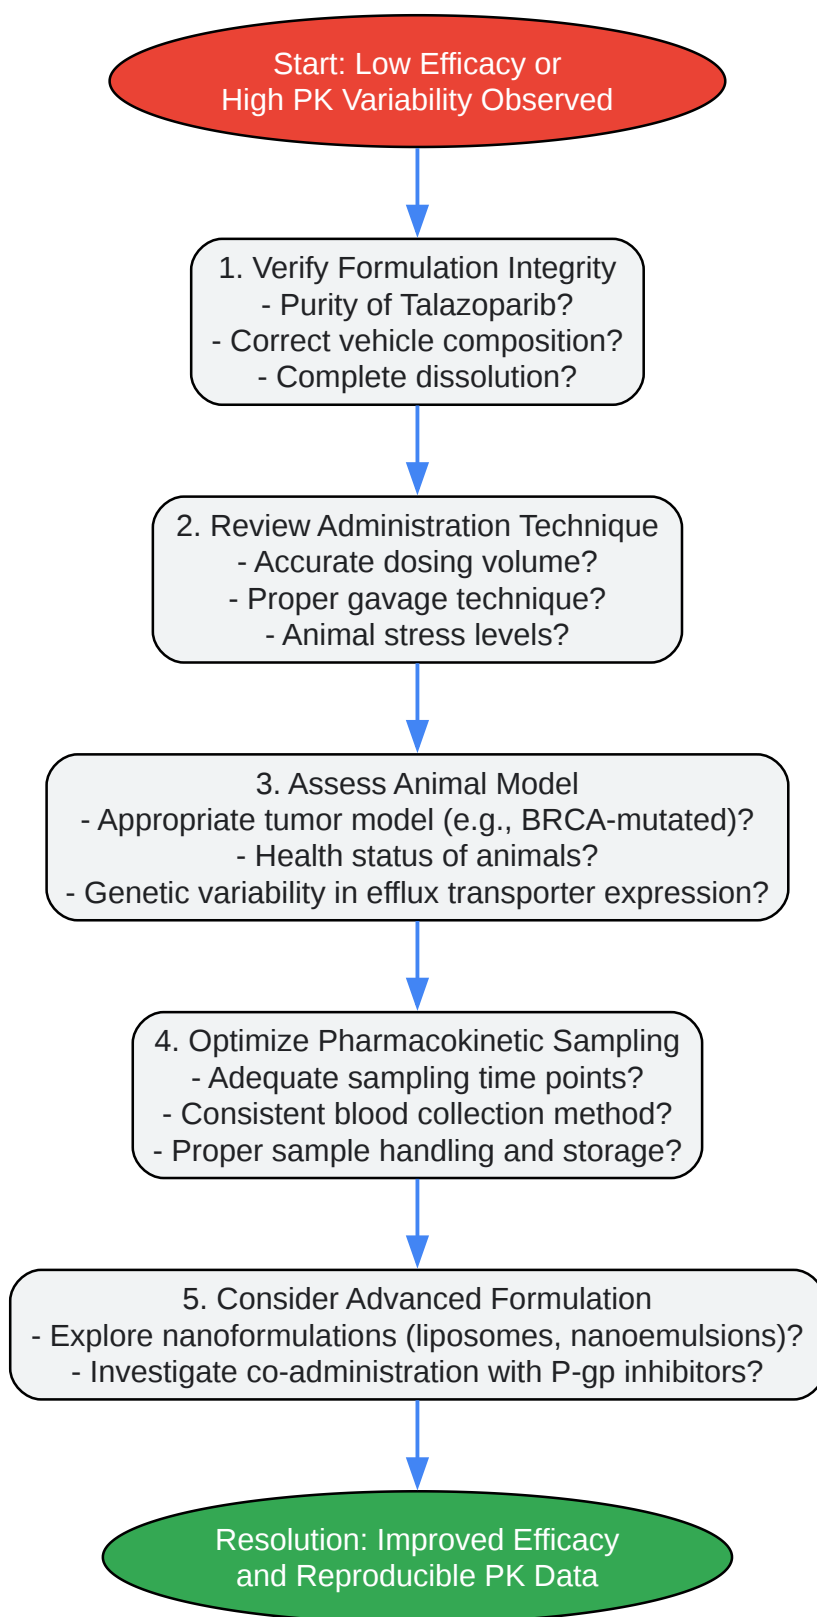 Start: Low Efficacy or
High PK Variability Observed
1. Verify Formulation Integrity
- Purity of Talazoparib?
- Correct vehicle composition?
- Complete dissolution?
2. Review Administration Technique
- Accurate dosing volume?
- Proper gavage technique?
- Animal stress levels?
3. Assess Animal Model
- Appropriate tumor model (e.g., BRCA-mutated)?
- Health status of animals?
- Genetic variability in efflux transporter expression?
4. Optimize Pharmacokinetic Sampling
- Adequate sampling time points?
- Consistent blood collection method?
- Proper sample handling and storage?
5. Consider Advanced Formulation
- Explore nanoformulations (liposomes, nanoemulsions)?
- Investigate co-administration with P-gp inhibitors?
Resolution: Improved Efficacy
and Reproducible PK Data